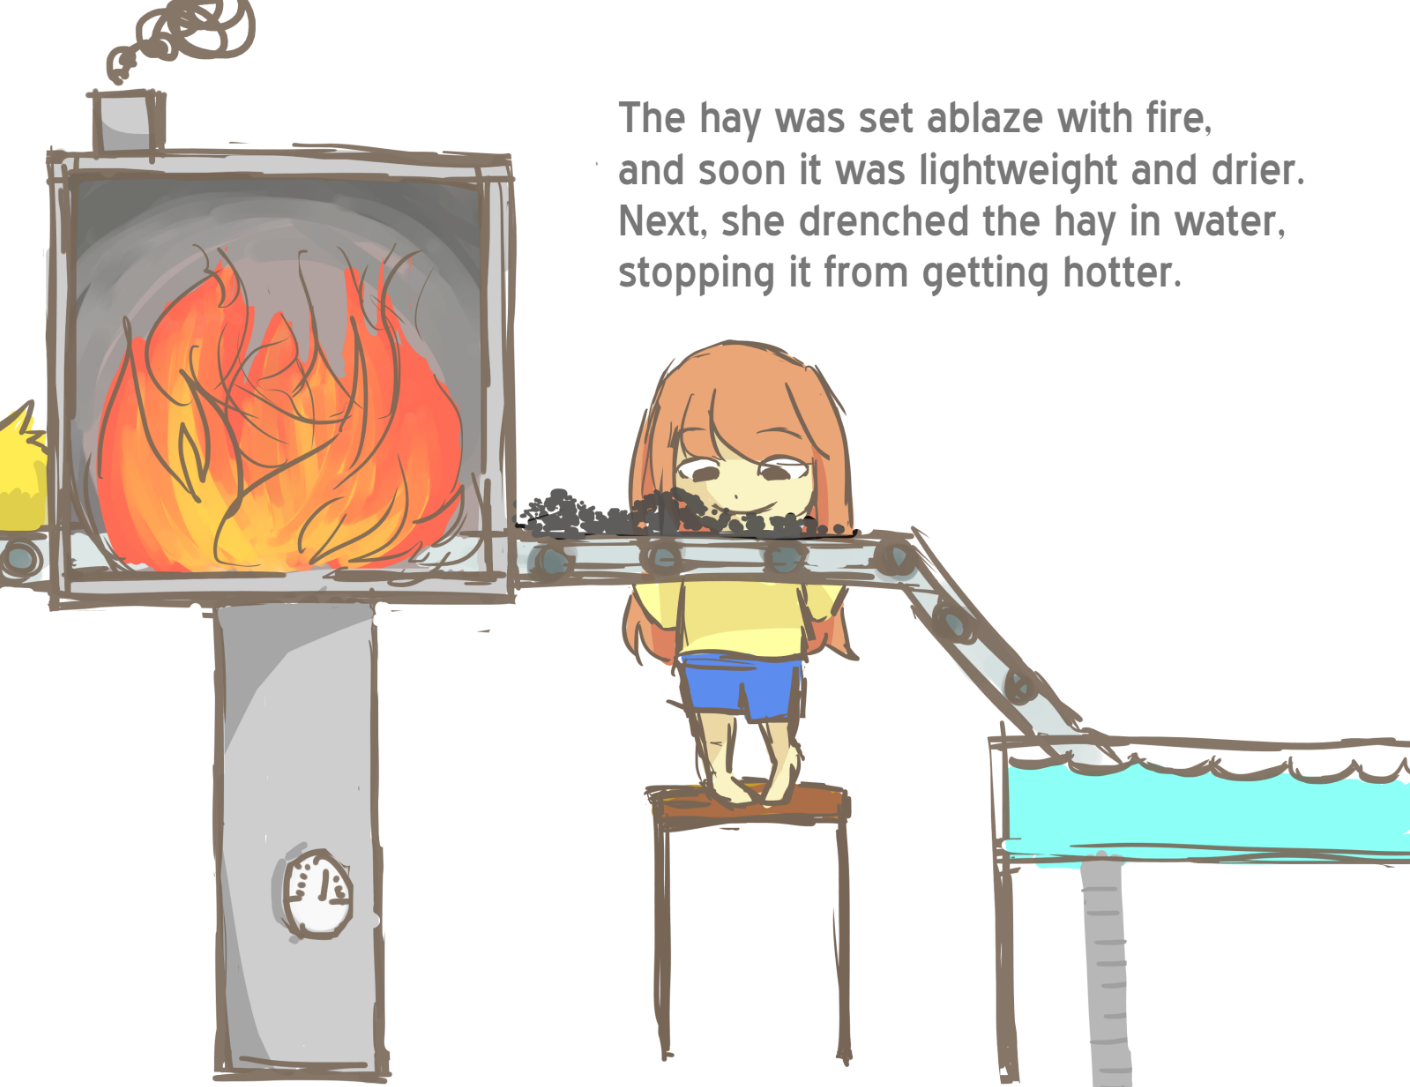 The hay was set ablaze with fire,
and soon it was lightweight and drier.
Next, she drenched the hay in water,
stopping it from getting hotter.